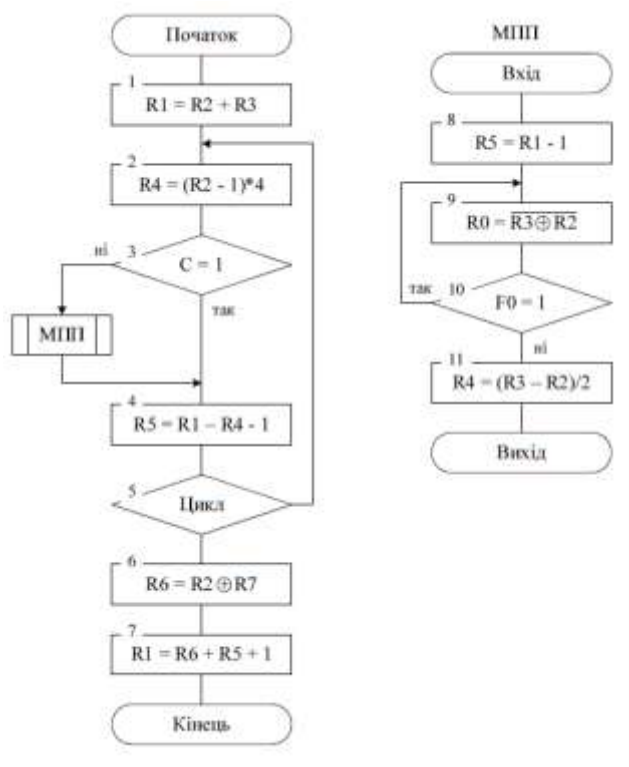 Початок
1
R1 = R2 + R3
2
R4 = (R2 - 1)*4
3
ні
C = 1
так
МПП
4
R5 = R1 – R4 - 1
5
Цикл
6
R6 = R2 ⊕ R7
7
R1 = R6 + R5 + 1
Кінець
МПП
Вхід
8
R5 = R1 - 1
9
R0 = \overline{R3 ⊕ R2}
так
10
F0 = 1
ні
11
R4 = (R3 – R2)/2
Вихід